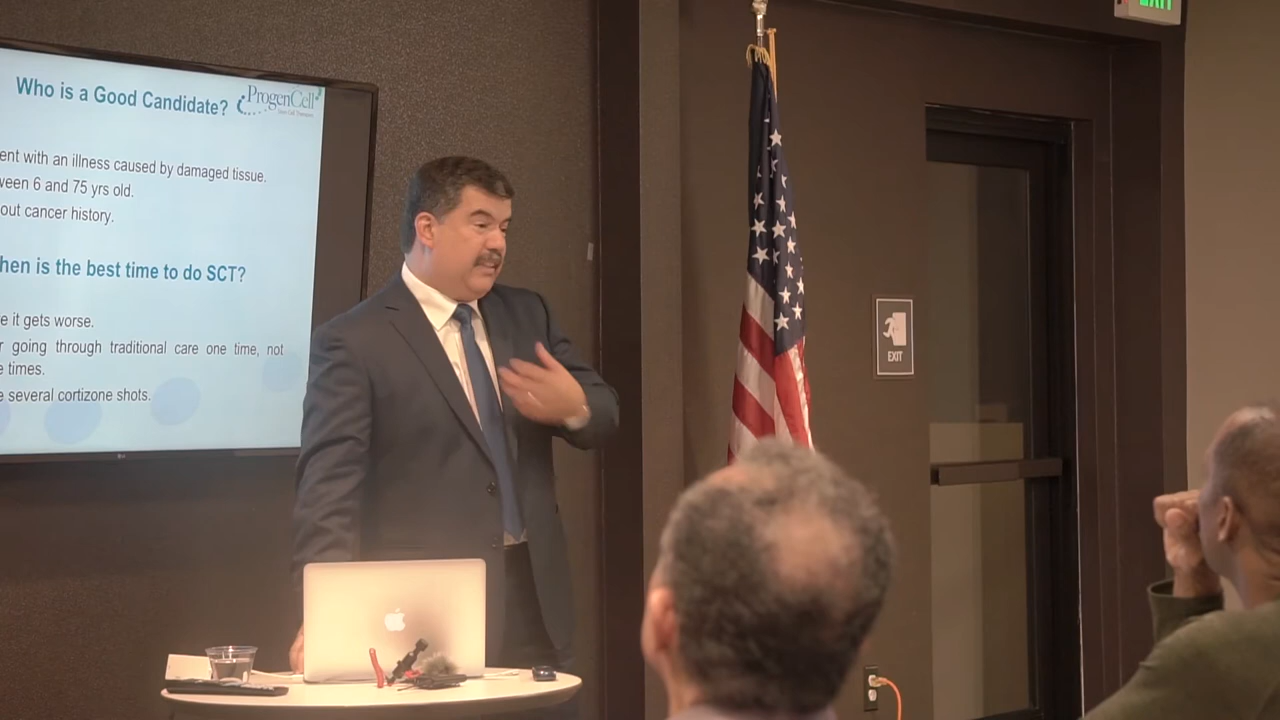 Who is a Good Candidate?
ProgenCell
ent with an illness caused by damaged tissue.
ween 6 and 75 yrs old.
out cancer history.
hen is the best time to do SCT?
e it gets worse.
r going through traditional care one time, not
e times.
e several cortizone shots.
EXIT
EXIT
LG